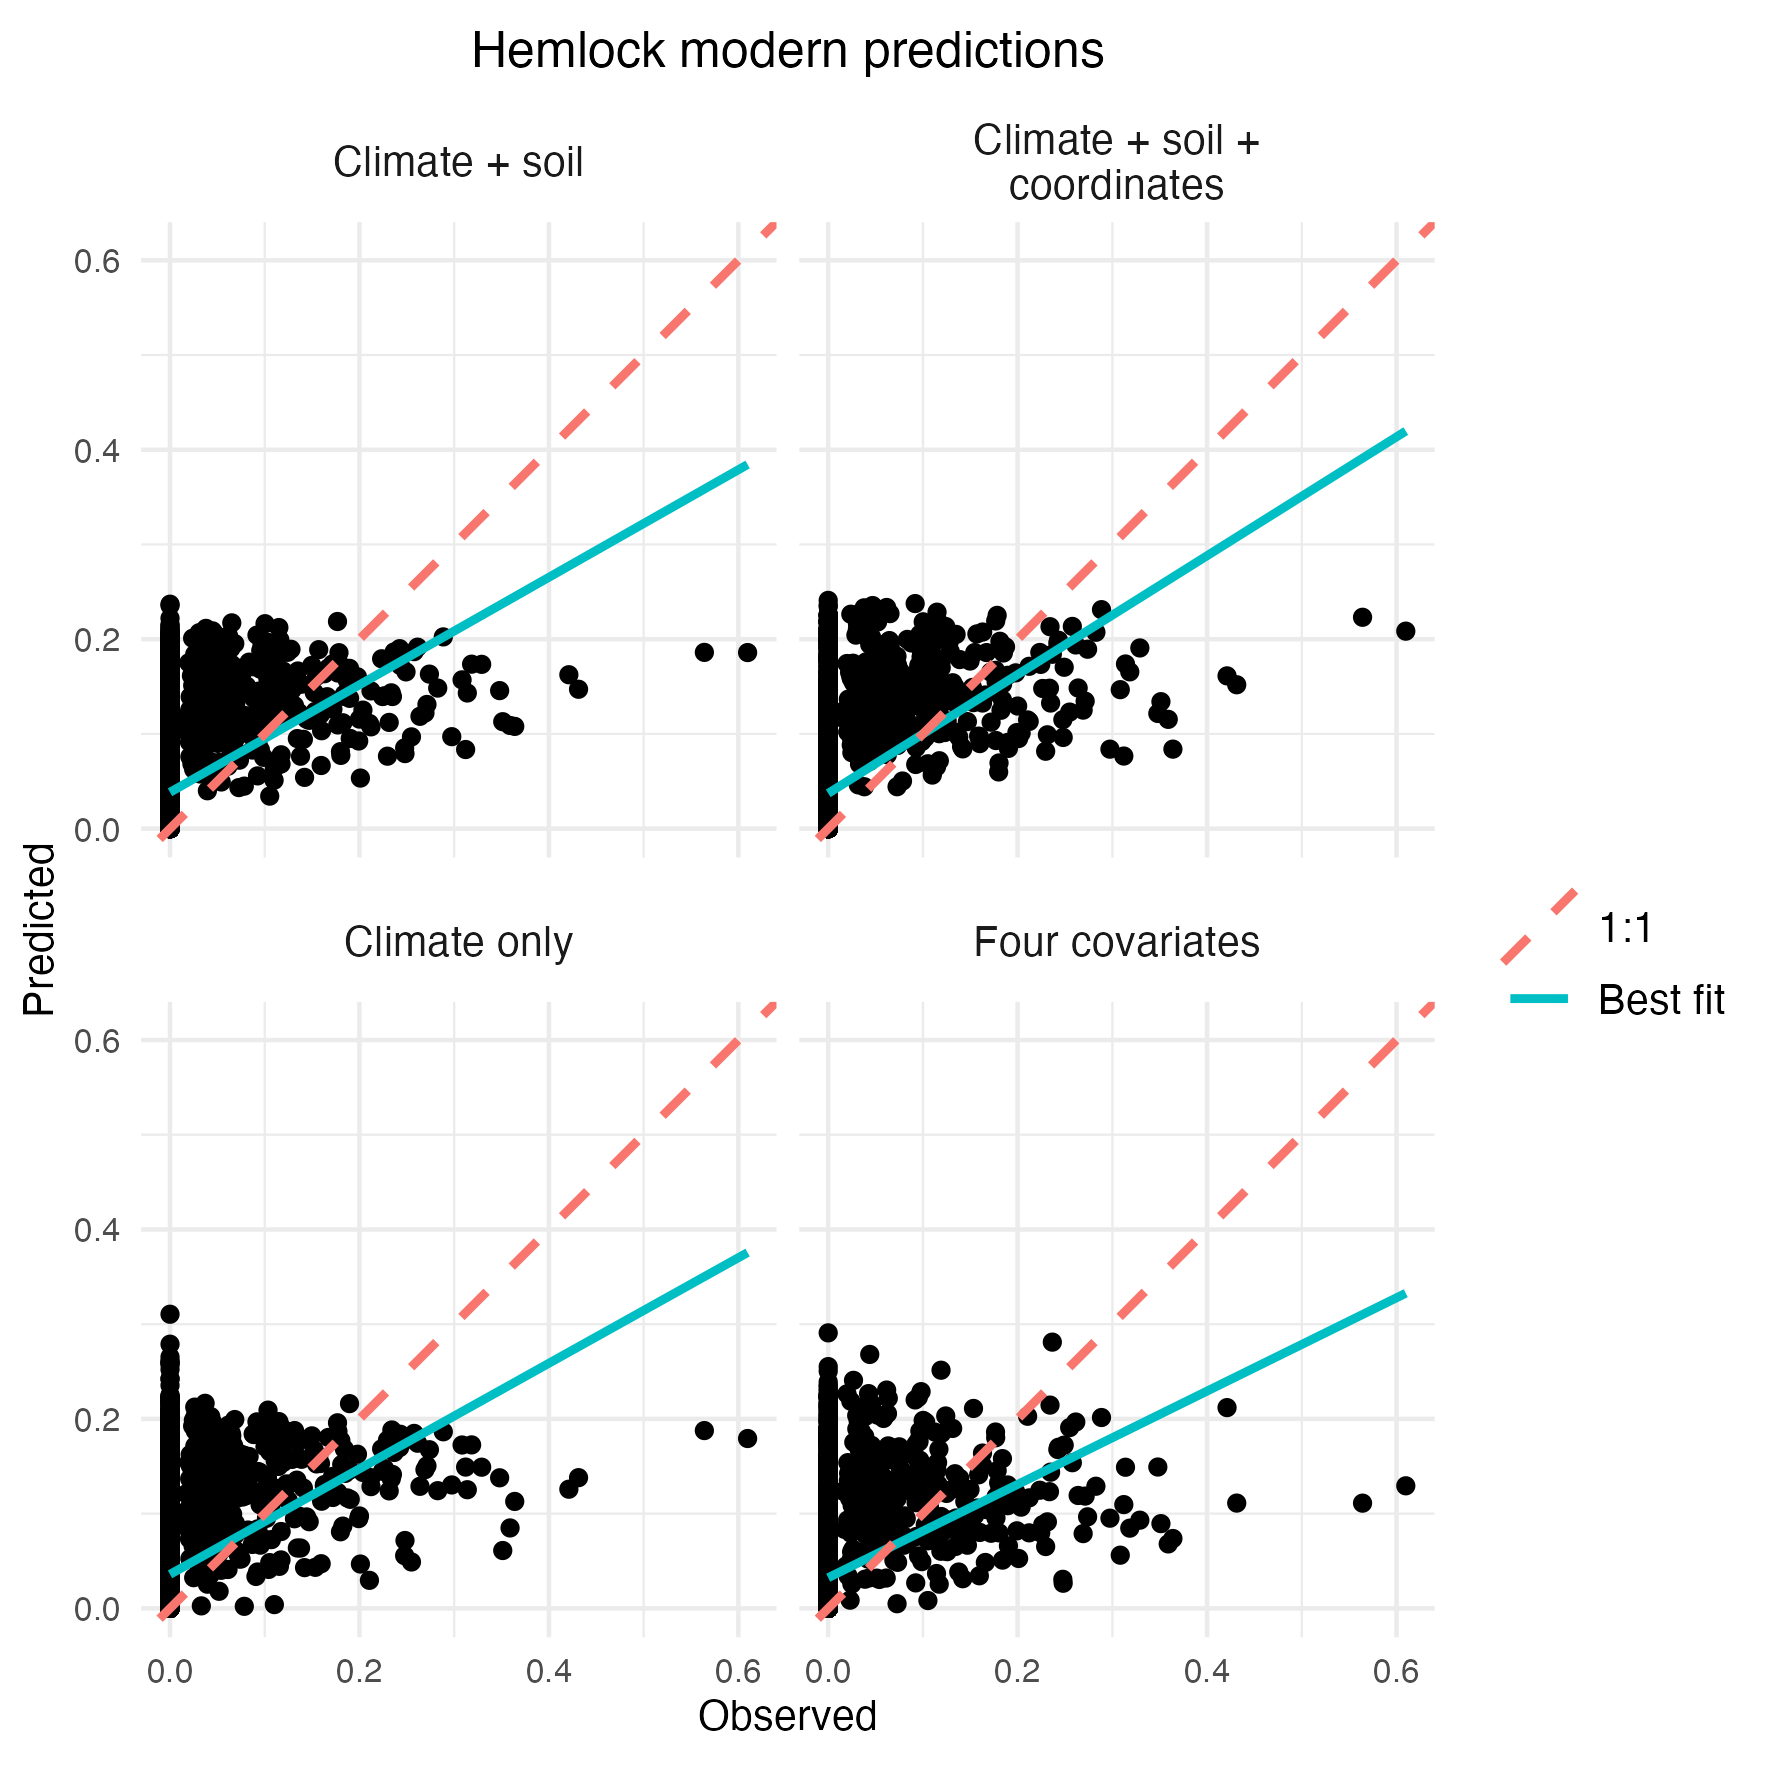 Hemlock modern predictions
Climate + soil
Climate + soil +
coordinates
0.6
0.4
0.2
0.0
Climate only
Four covariates
0.6
0.4
0.2
0.0
0.0 0.2 0.4 0.6
0.0 0.2 0.4 0.6
Observed
Predicted
1:1
Best fit